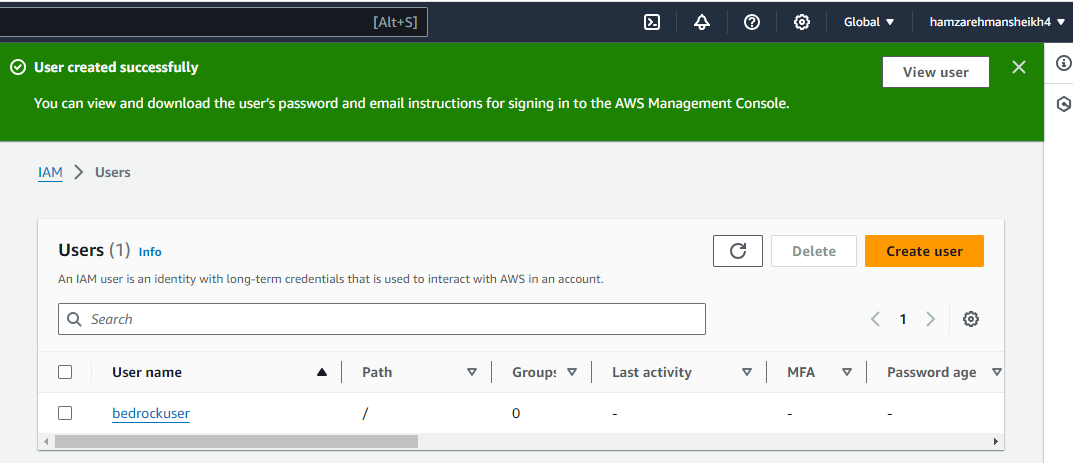 [Alt+S] Global hamzarehmansheikh4
User created successfully
View user
You can view and download the user's password and email instructions for signing in to the AWS Management Console.
IAM > Users
Users (1) Info
Delete Create user
An IAM user is an identity with long-term credentials that is used to interact with AWS in an account.
Search
1
User name Path Groups Last activity MFA Password age
bedrockuser / 0 - - -